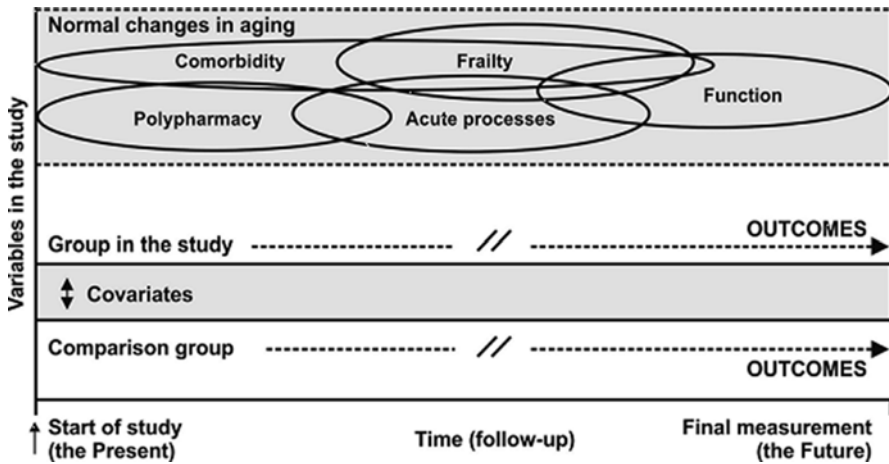 Normal changes in aging
Comorbidity
Frailty
Function
Polypharmacy
Acute processes
Variables in the study
OUTCOMES
Group in the study
Covariates
Comparison group
OUTCOMES
Start of study
(the Present)
Time (follow-up)
Final measurement
(the Future)